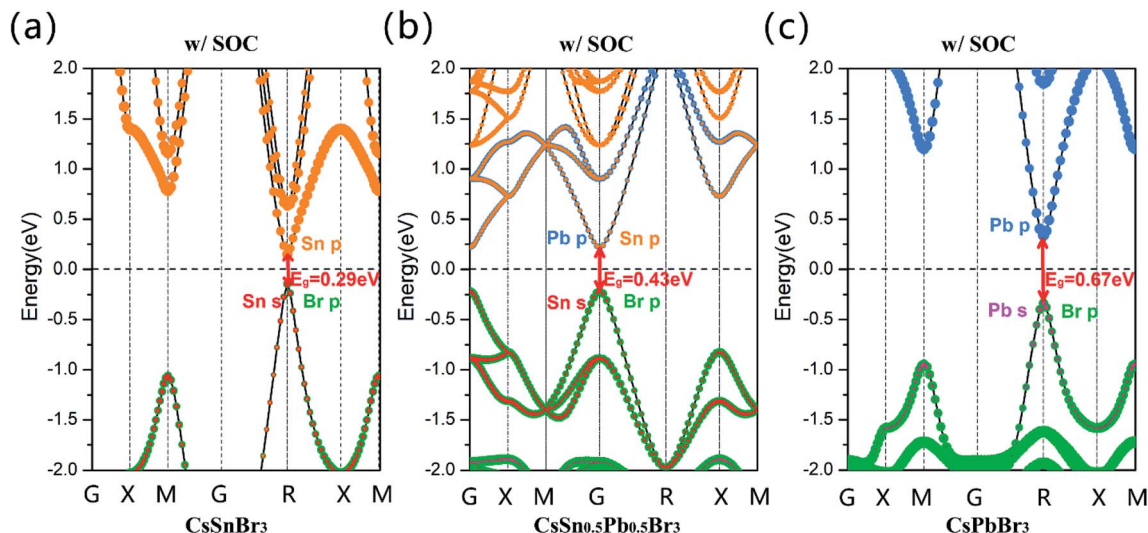 (a)
w/ SOC
Energy(eV)
2.0
1.5
1.0
0.5
0.0
-0.5
-1.0
-1.5
-2.0
Sn p
Eg=0.29eV
Sn s Br p
G X M G R X M
CsSnBr3
(b)
w/ SOC
Energy(eV)
2.0
1.5
1.0
0.5
0.0
-0.5
-1.0
-1.5
-2.0
Pb p Sn p
Eg=0.43eV
Sn s Br p
G X M G R X M
CsSn0.5Pb0.5Br3
(c)
w/ SOC
Energy(eV)
2.0
1.5
1.0
0.5
0.0
-0.5
-1.0
-1.5
-2.0
Pb p
Eg=0.67eV
Pb s Br p
G X M G R X M
CsPbBr3